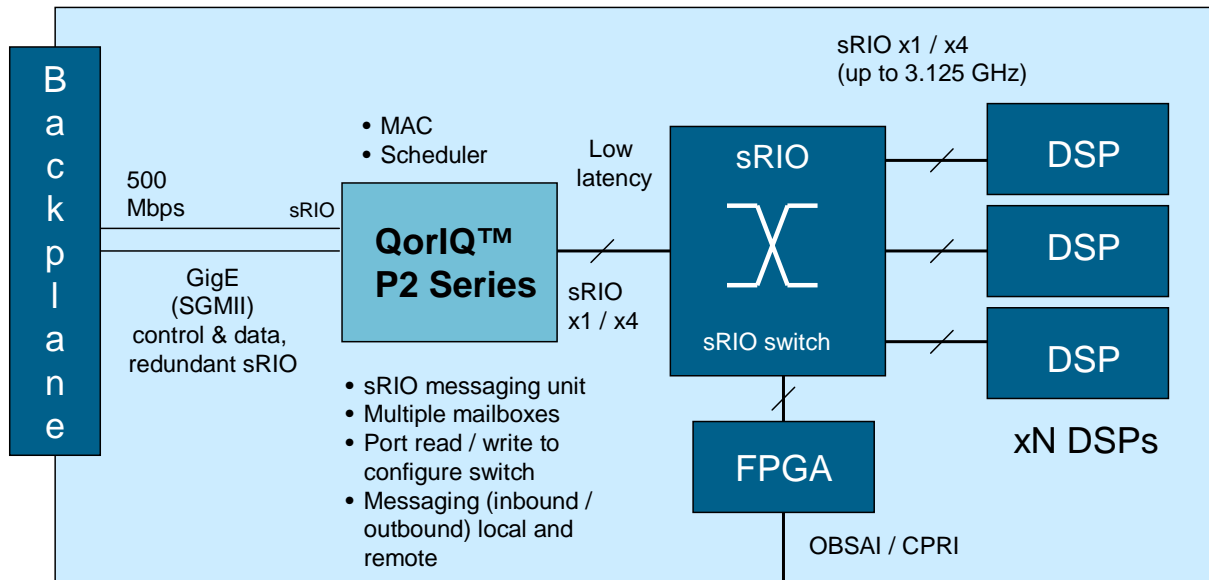 Backplane
500
Mbps
sRIO
GigE
(SGMII)
control & data,
redundant sRIO
• MAC
• Scheduler
QorIQ™
P2 Series
• sRIO messaging unit
• Multiple mailboxes
• Port read / write to
configure switch
• Messaging (inbound /
outbound) local and
remote
Low
latency
sRIO
x1 / x4
sRIO
sRIO switch
sRIO x1 / x4
(up to 3.125 GHz)
DSP
DSP
DSP
xN DSPs
FPGA
OBSAI / CPRI